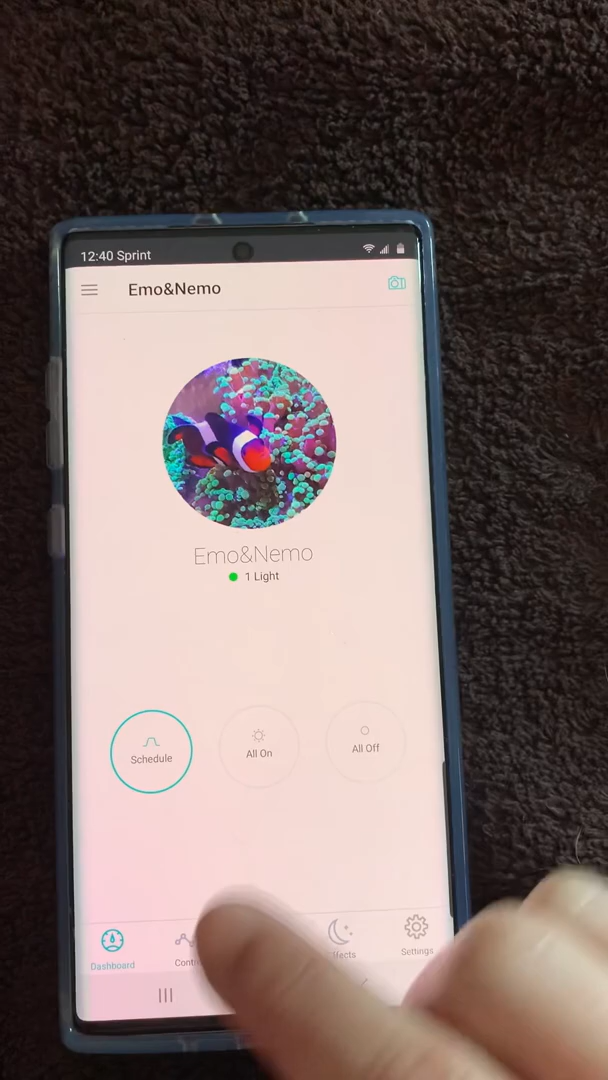 12:40 Sprint
Emo&Nemo
Emo&Nemo
1 Light
Schedule
All On
All Off
Dashboard
Settings